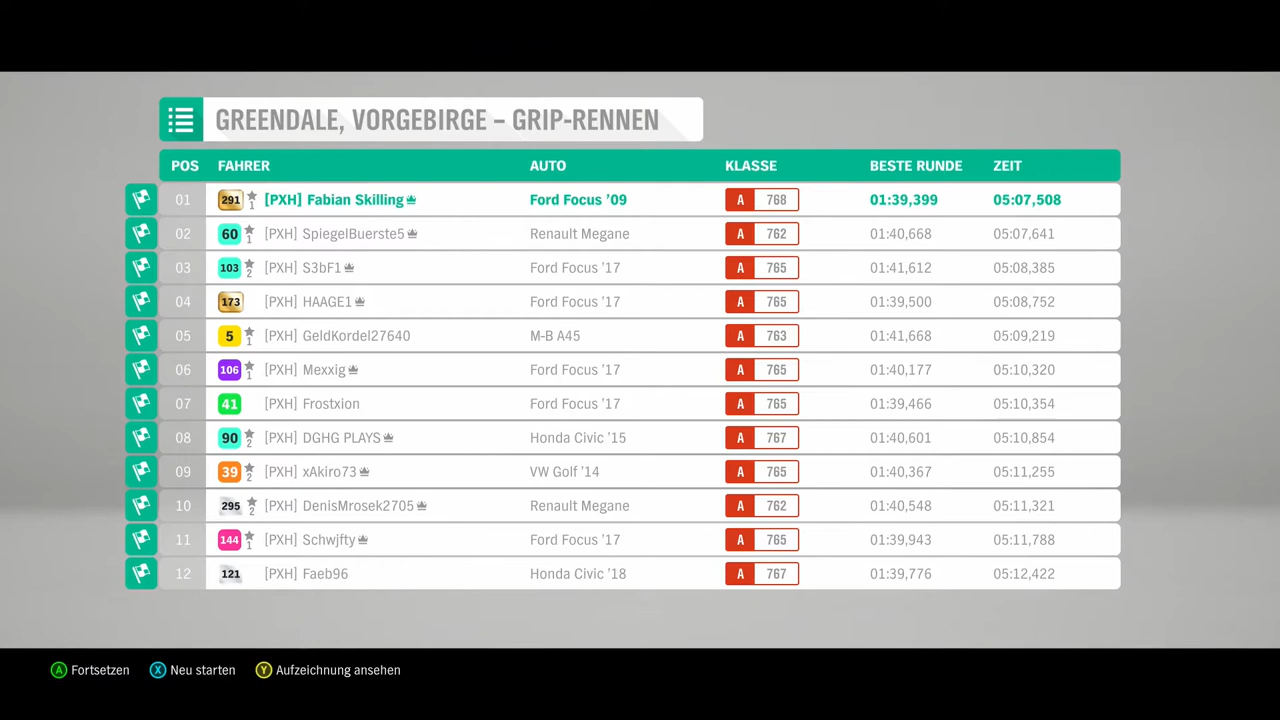 GREENDALE, VORGEBIRGE – GRIP-RENNEN
POS FAHRER AUTO KLASSE BESTE RUNDE ZEIT
01 291 1 [PXH] Fabian Skilling Ford Focus '09 A 768 01:39,399 05:07,508
02 60 1 [PXH] SpiegelBuerste5 Renault Megane A 762 01:40,668 05:07,641
03 103 2 [PXH] S3bF1 Ford Focus '17 A 765 01:41,612 05:08,385
04 173 [PXH] HAAGE1 Ford Focus '17 A 765 01:39,500 05:08,752
05 5 1 [PXH] GeldKordel27640 M-B A45 A 763 01:41,668 05:09,219
06 106 1 [PXH] Mexxig Ford Focus '17 A 765 01:40,177 05:10,320
07 41 [PXH] Frostxion Ford Focus '17 A 765 01:39,466 05:10,354
08 90 2 [PXH] DGHG PLAYS Honda Civic '15 A 767 01:40,601 05:10,854
09 39 2 [PXH] xAkiro73 VW Golf '14 A 765 01:40,367 05:11,255
10 295 2 [PXH] DenisMrosek2705 Renault Megane A 762 01:40,548 05:11,321
11 144 1 [PXH] Schwjfty Ford Focus '17 A 765 01:39,943 05:11,788
12 121 [PXH] Faeb96 Honda Civic '18 A 767 01:39,776 05:12,422
A Fortsetzen X Neu starten Y Aufzeichnung ansehen